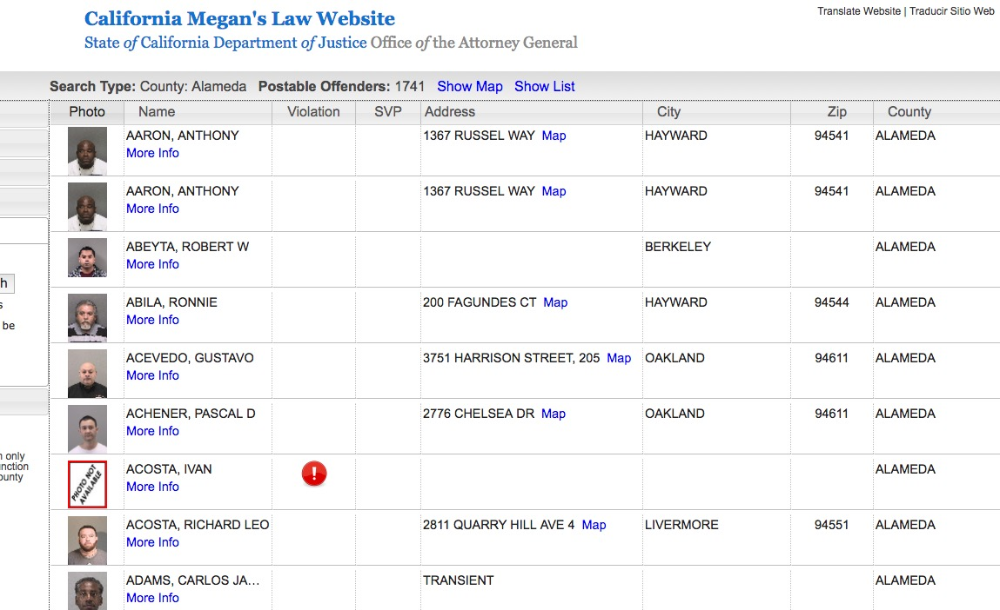 California Megan's Law Website
Translate Website | Traducir Sitio Web
State of California Department of Justice Office of the Attorney General
Search Type: County: Alameda Postable Offenders: 1741 Show Map Show List
Photo Name Violation SVP Address City Zip County
AARON, ANTHONY 1367 RUSSEL WAY Map HAYWARD 94541 ALAMEDA
More Info
AARON, ANTHONY 1367 RUSSEL WAY Map HAYWARD 94541 ALAMEDA
More Info
ABEYTA, ROBERT W BERKELEY ALAMEDA
More Info
h
ABILA, RONNIE 200 FAGUNDES CT Map HAYWARD 94544 ALAMEDA
s
More Info
be
ACEVEDO, GUSTAVO 3751 HARRISON STREET, 205 Map OAKLAND 94611 ALAMEDA
More Info
ACHENER, PASCAL D 2776 CHELSEA DR Map OAKLAND 94611 ALAMEDA
More Info
n only
nction
ounty
PHOTO NOT
AVAILABLE
ACOSTA, IVAN ! ALAMEDA
More Info
ACOSTA, RICHARD LEO 2811 QUARRY HILL AVE 4 Map LIVERMORE 94551 ALAMEDA
More Info
ADAMS, CARLOS JA… TRANSIENT ALAMEDA
More Info